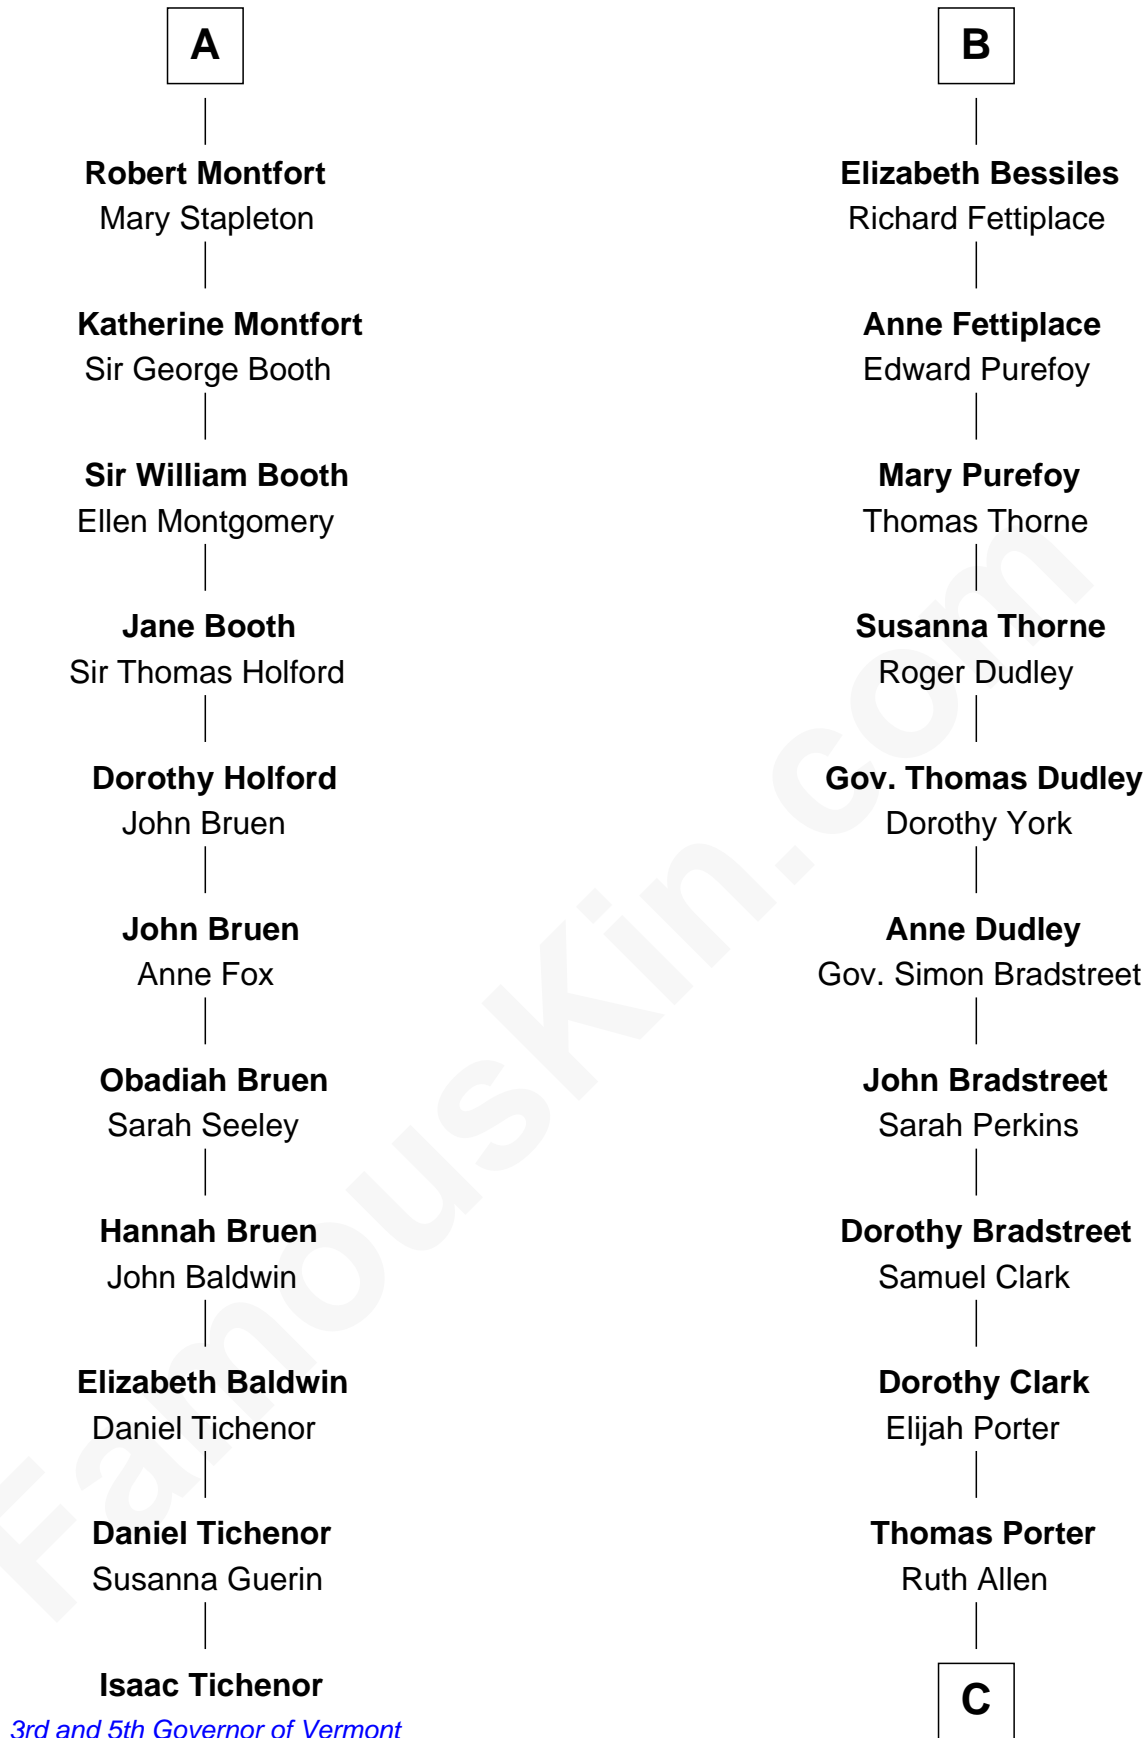 A
Robert Montfort
Mary Stapleton
Katherine Montfort
Sir George Booth
Sir William Booth
Ellen Montgomery
Jane Booth
Sir Thomas Holford
Dorothy Holford
John Bruen
John Bruen
Anne Fox
Obadiah Bruen
Sarah Seeley
Hannah Bruen
John Baldwin
Elizabeth Baldwin
Daniel Tichenor
Daniel Tichenor
Susanna Guerin
Isaac Tichenor
3rd and 5th Governor of Vermont
B
Elizabeth Bessiles
Richard Fettiplace
Anne Fettiplace
Edward Purefoy
Mary Purefoy
Thomas Thorne
Susanna Thorne
Roger Dudley
Gov. Thomas Dudley
Dorothy York
Anne Dudley
Gov. Simon Bradstreet
John Bradstreet
Sarah Perkins
Dorothy Bradstreet
Samuel Clark
Dorothy Clark
Elijah Porter
Thomas Porter
Ruth Allen
C
FamousKin.com